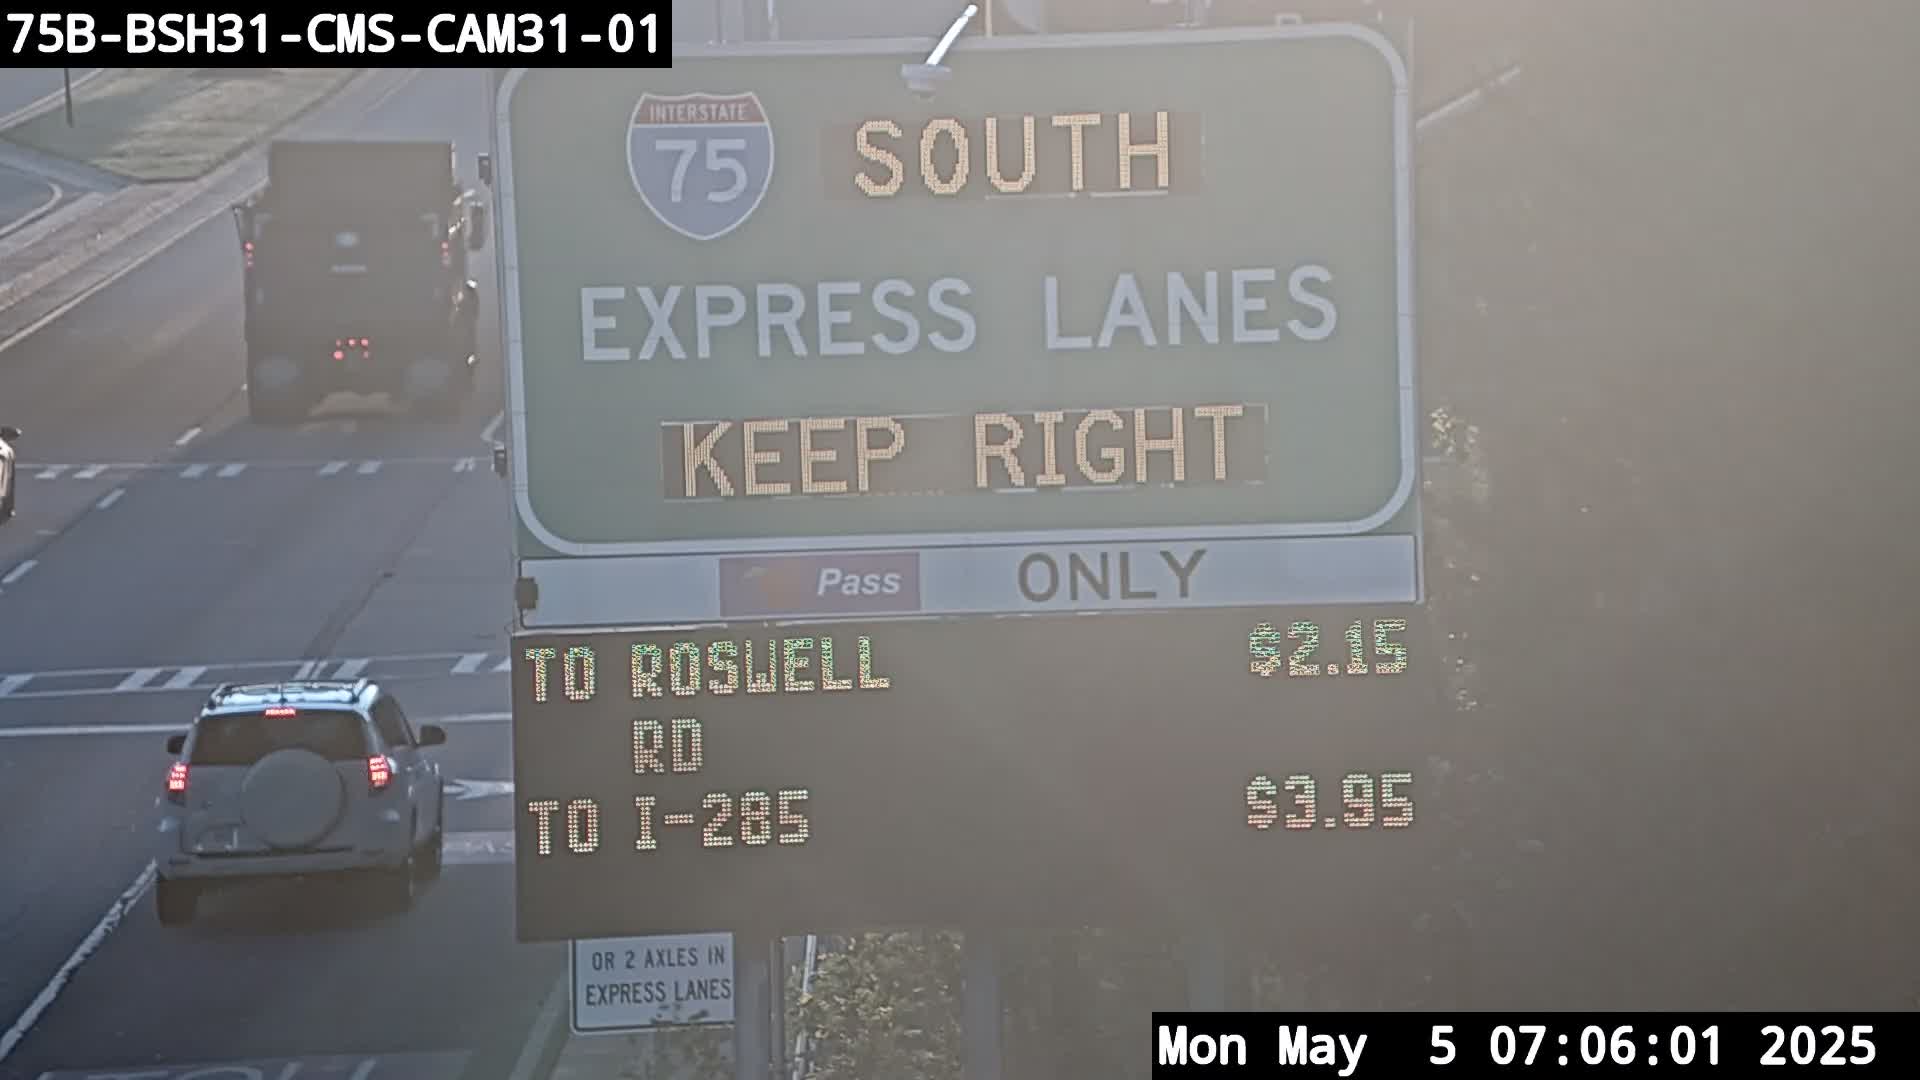 75B-BSH31-CMS-CAM31-01
INTERSTATE
75
SOUTH
EXPRESS LANES
KEEP RIGHT
Pass ONLY
TO ROSWELL $2.15
RD
TO I-285 $3.95
OR 2 AXLES IN
EXPRESS LANES
Mon May 5 07:06:01 2025